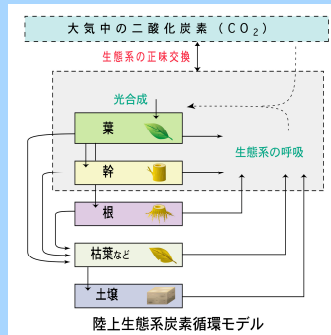 大気中の二酸化炭素（CO₂）
生態系の正味交換
光合成
葉
生態系の呼吸
幹
根
枯葉など
土壌
陸上生態系炭素循環モデル